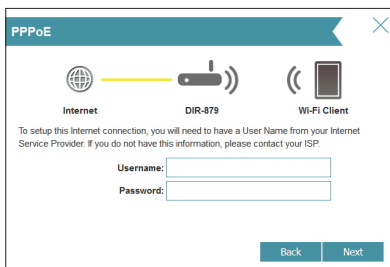 PPPoE
Internet
DIR-879
Wi-Fi Client
To setup this Internet connection, you will need to have a User Name from your Internet
Service Provider. If you do not have this information, please contact your ISP.
Username:
Password:
Back
Next